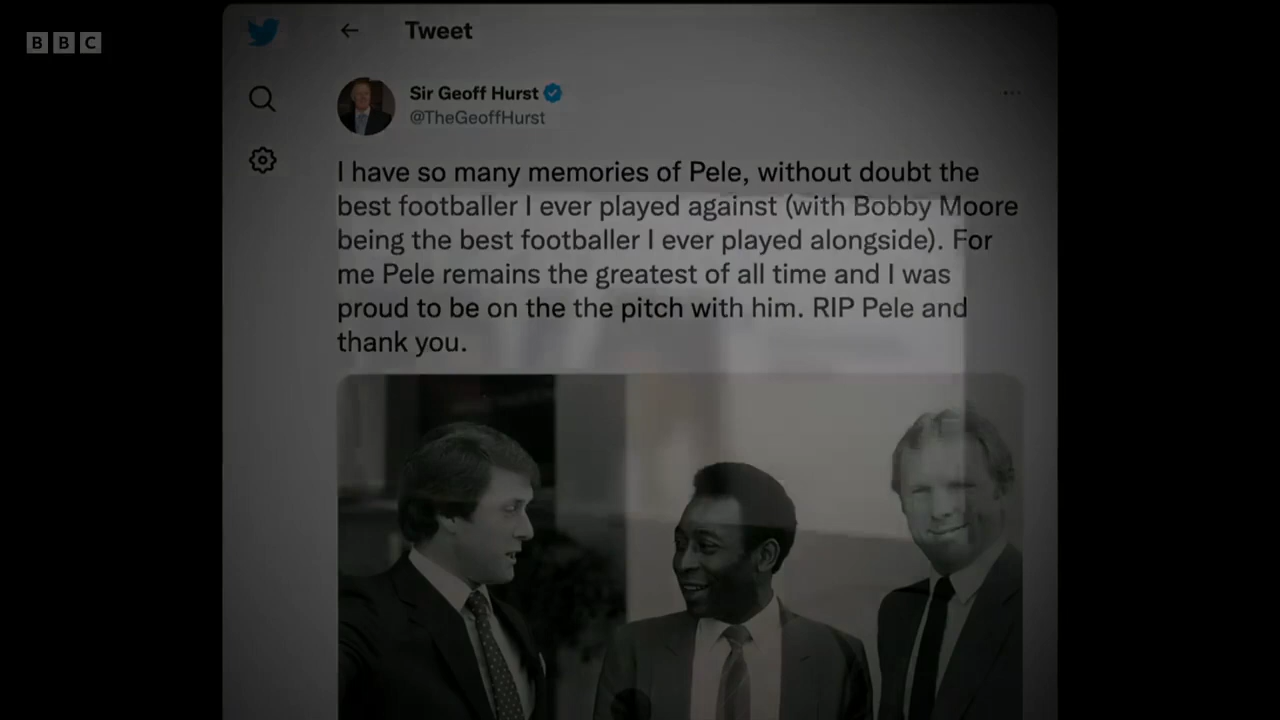 BBC
Tweet
Sir Geoff Hurst
@TheGeoffHurst
I have so many memories of Pele, without doubt the
best footballer I ever played against (with Bobby Moore
being the best footballer I ever played alongside). For
me Pele remains the greatest of all time and I was
proud to be on the the pitch with him. RIP Pele and
thank you.